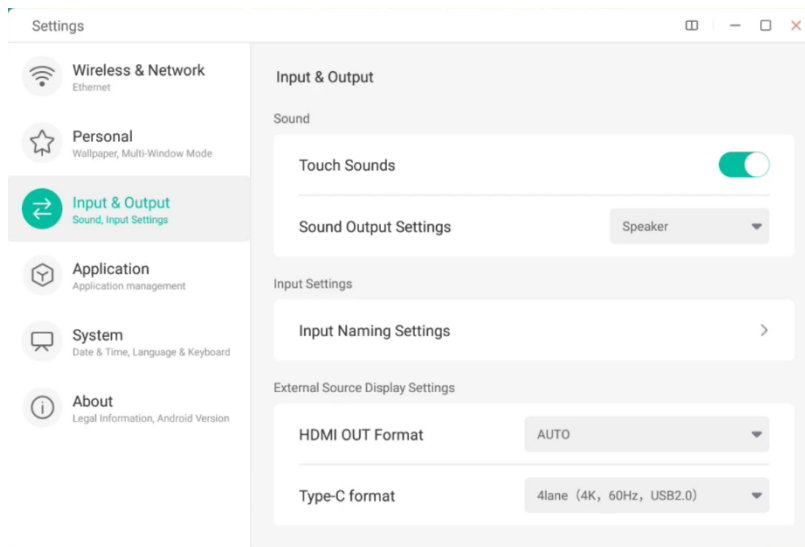 Settings
Wireless & Network
Ethernet
Personal
Wallpaper, Multi-Window Mode
Input & Output
Sound, Input Settings
Application
Application management
System
Date & Time, Language & Keyboard
About
Legal Information, Android Version
Input & Output
Sound
Touch Sounds
Sound Output Settings
Speaker
Input Settings
Input Naming Settings
External Source Display Settings
HDMI OUT Format
AUTO
Type-C format
4lane（4K，60Hz，USB2.0）